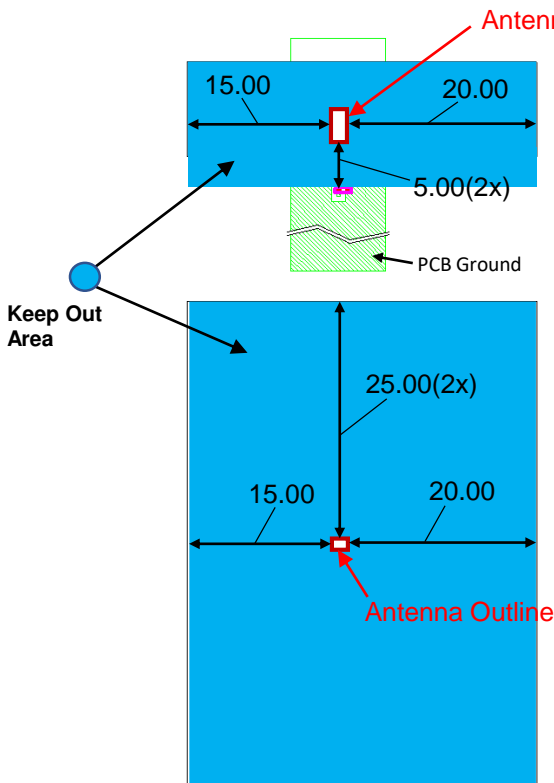 Antenn
15.00
20.00
5.00(2x)
PCB Ground
Keep Out
Area
25.00(2x)
15.00
20.00
Antenna Outline